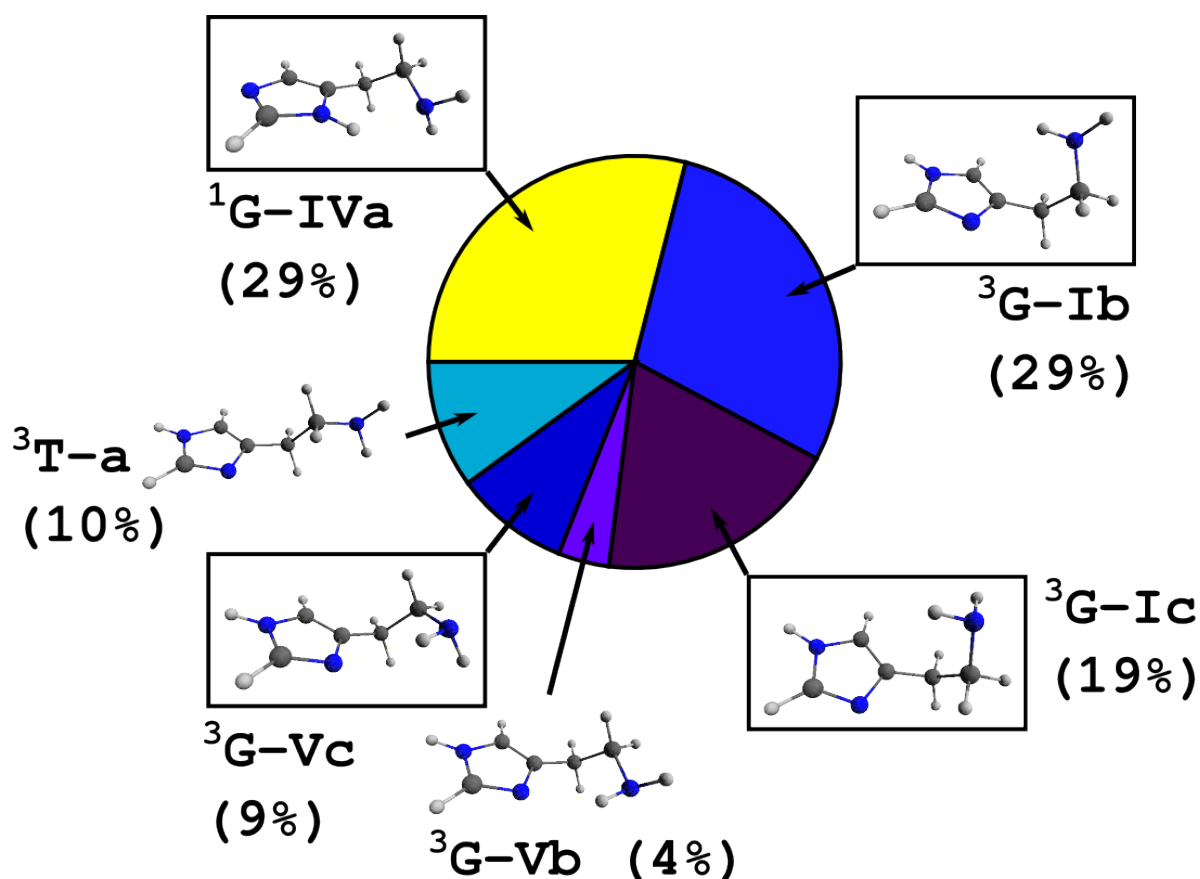 ¹G-IVa
(29%)
³G-Ib
(29%)
³T-a
(10%)
³G-Ic
(19%)
³G-Vc
(9%)
³G-Vb (4%)